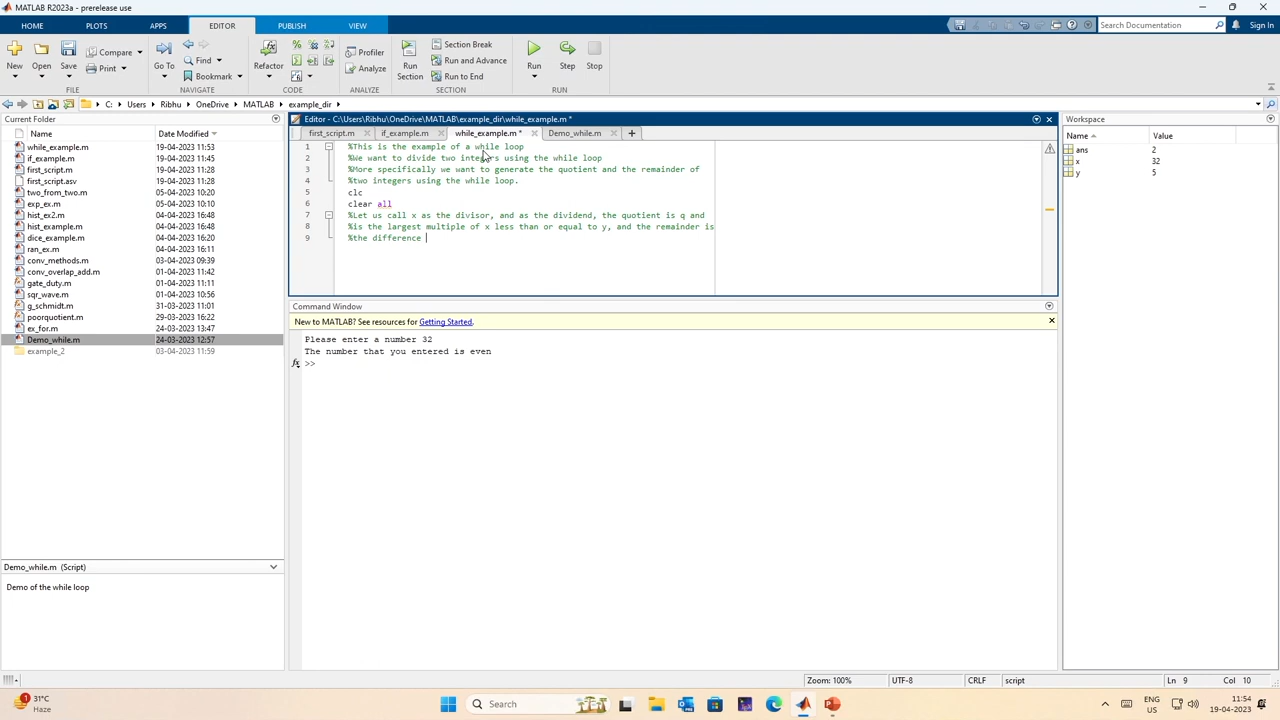 MATLAB R2023a - prerelease use
HOME PLOTS APPS EDITOR PUBLISH VIEW
Search Documentation
Sign In
New Open Save Compare Print
Go To Find Bookmark
Refactor
Profiler Analyze
Run Section
Section Break
Run and Advance
Run to End
Run Step Stop
FILE NAVIGATE CODE ANALYZE SECTION RUN
C: Users Ribhu OneDrive MATLAB example_dir
Current Folder
Name Date Modified
while_example.m 19-04-2023 11:53
if_example.m 19-04-2023 11:45
first_script.m 19-04-2023 11:28
first_script.asv 19-04-2023 11:28
two_from_two.m 05-04-2023 10:20
exp_ex.m 05-04-2023 10:10
hist_ex2.m 04-04-2023 16:48
hist_example.m 04-04-2023 16:48
dice_example.m 04-04-2023 16:20
ran_ex.m 04-04-2023 16:11
conv_methods.m 03-04-2023 09:39
conv_overlap_add.m 01-04-2023 11:42
gate_duty.m 01-04-2023 11:11
sqr_wave.m 01-04-2023 10:56
g_schmidt.m 31-03-2023 11:01
poorquotient.m 29-03-2023 16:22
ex_for.m 24-03-2023 13:47
Demo_while.m 24-03-2023 12:57
example_2 03-04-2023 11:59
Demo_while.m (Script)
Demo of the while loop
Editor - C:\Users\Ribhu\OneDrive\MATLAB\example_dir\while_example.m *
first_script.m if_example.m while_example.m * Demo_while.m
1 %This is the example of a while loop
2 %We want to divide two integers using the while loop
3 %More specifically we want to generate the quotient and the remainder of
4 %two integers using the while loop.
5 clc
6 clear all
7 %Let us call x as the divisor, and as the dividend, the quotient is q and
8 %is the largest multiple of x less than or equal to y, and the remainder is
9 %the difference
Command Window
New to MATLAB? See resources for Getting Started.
Please enter a number 32
The number that you entered is even
fx >>
Workspace
Name Value
ans 2
x 32
y 5
Zoom: 100% UTF-8 CRLF script Ln 9 Col 10
1
31°C
Haze
Search
ENG
US
11:54
19-04-2023